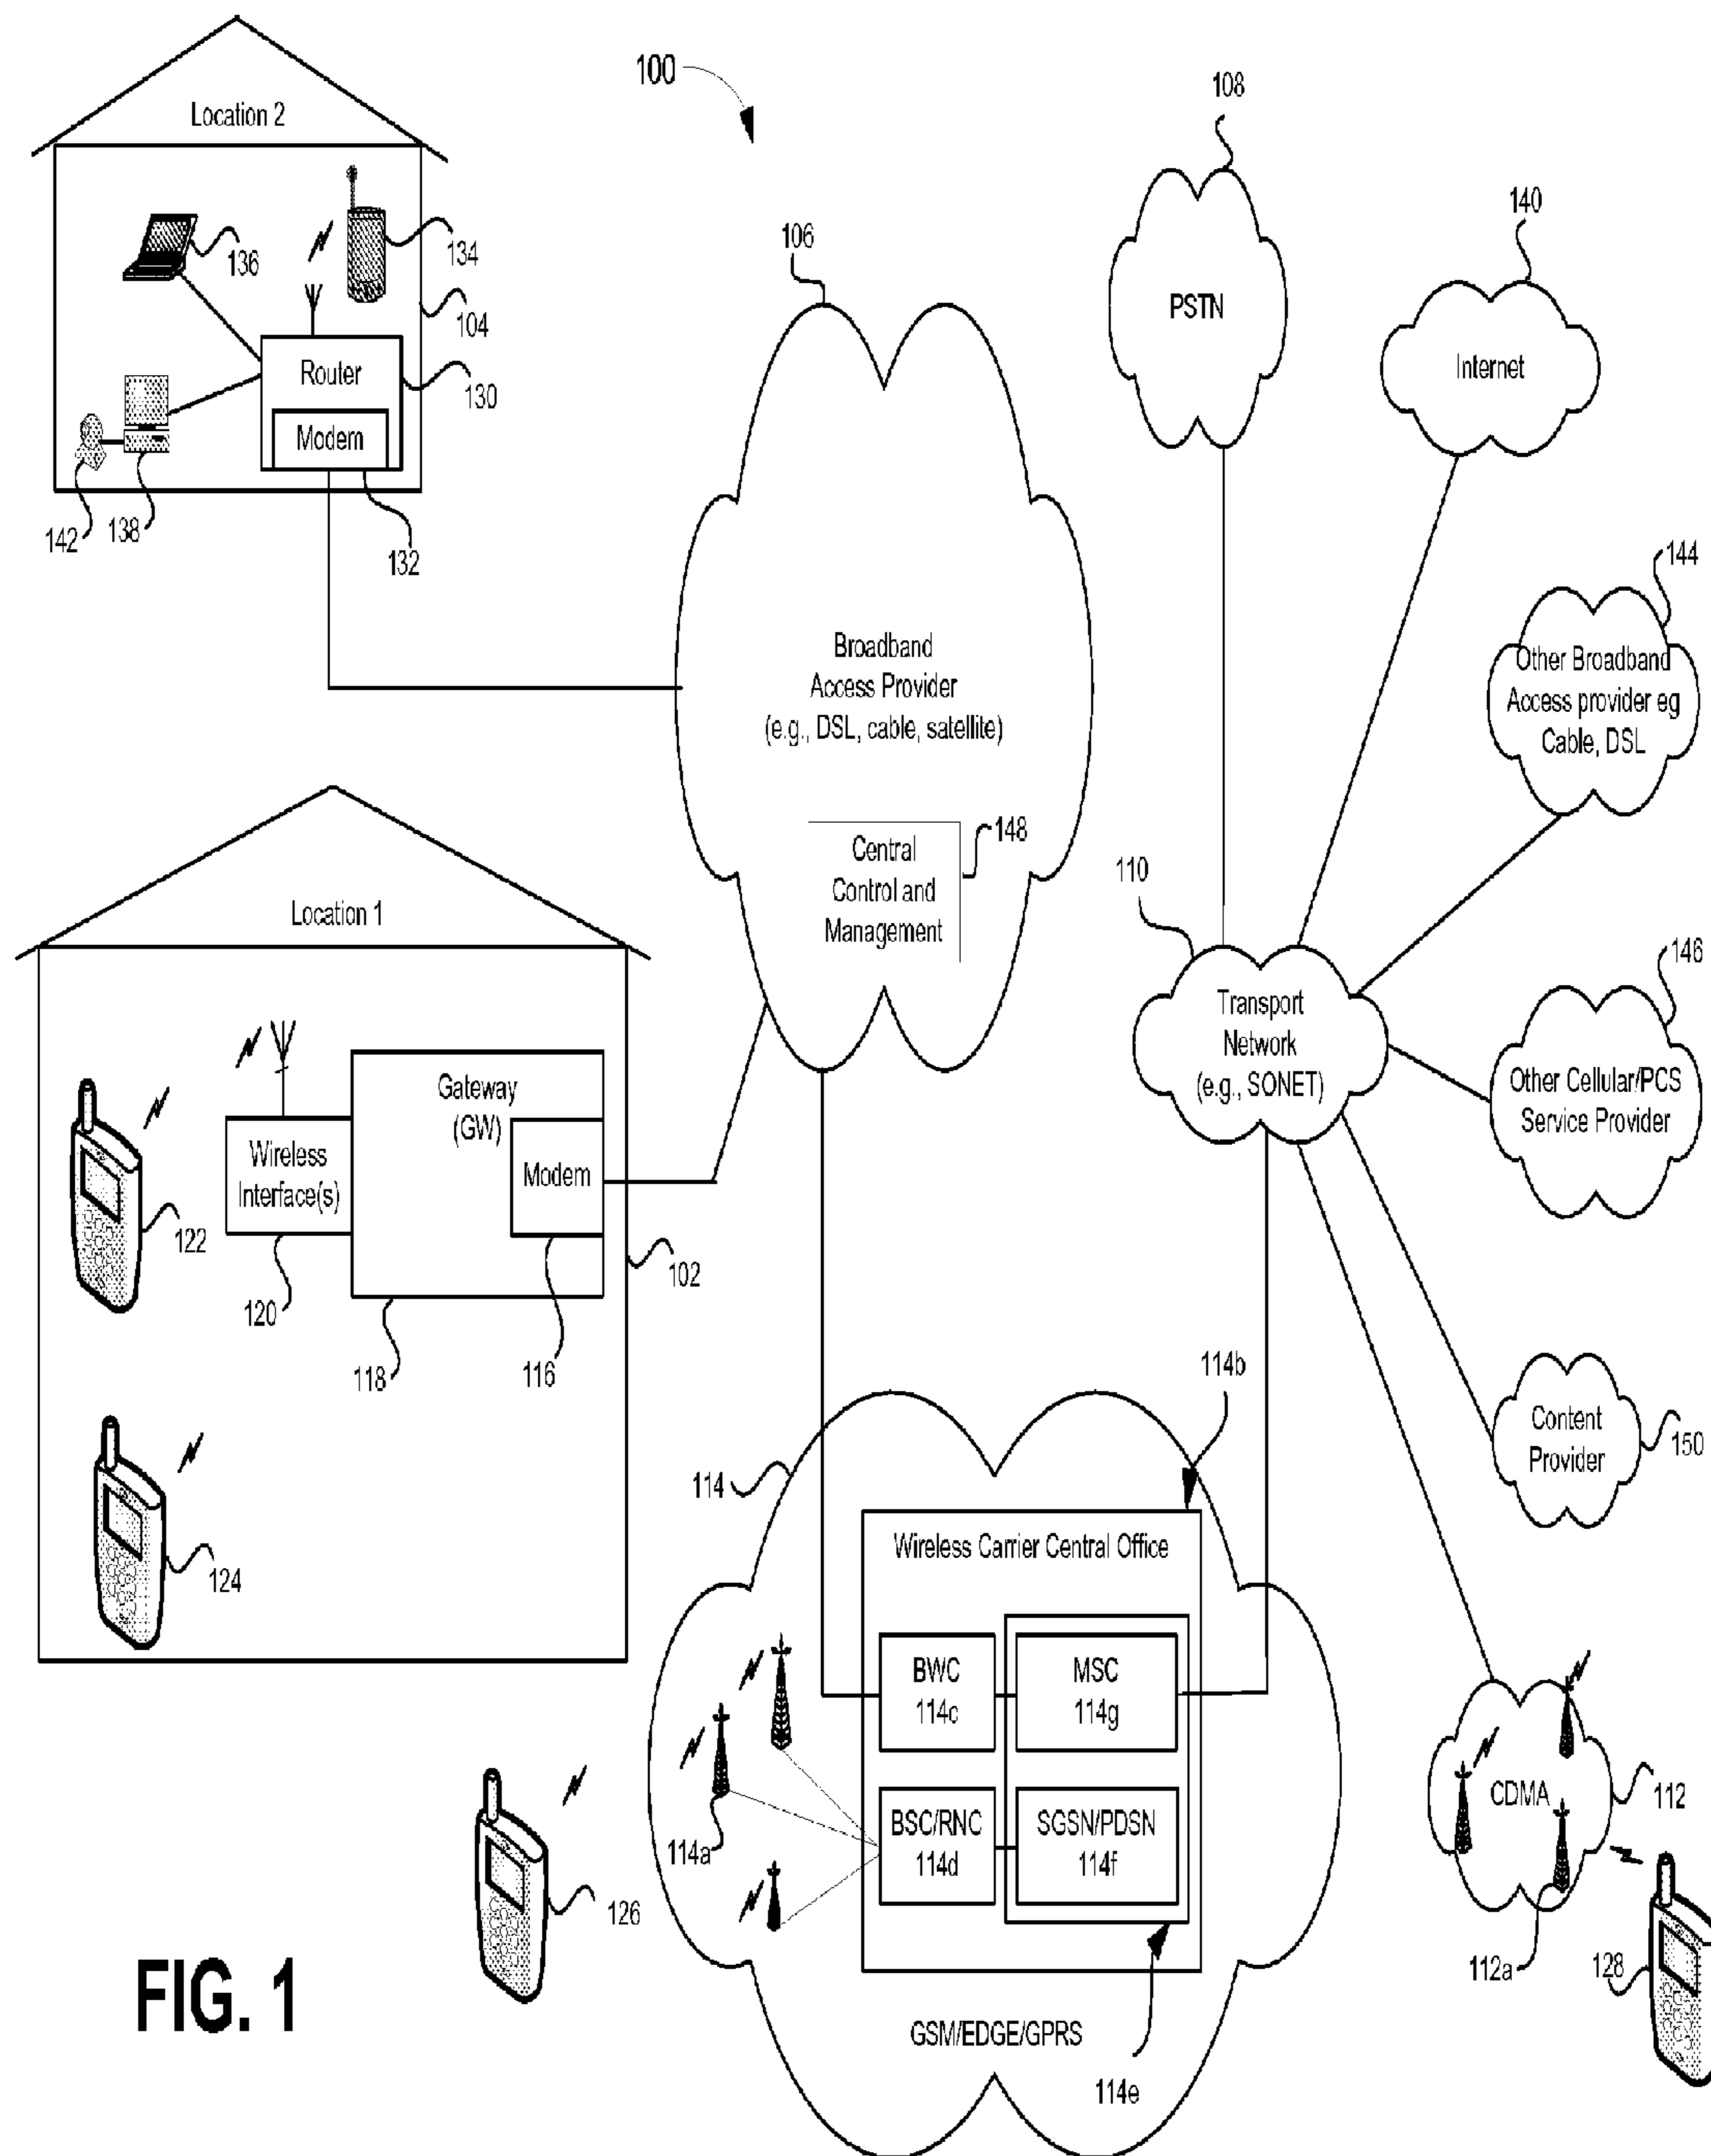 100
Location 2
136
134
104
Router
130
Modem
142
138
132
106
Broadband
Access Provider
(e.g., DSL, cable, satellite)
Central
Control and
Management
148
108
PSTN
140
Internet
144
Other Broadband
Access provider eg
Cable, DSL
110
Transport
Network
(e.g., SONET)
146
Other Cellular/PCS
Service Provider
Content
Provider
150
Location 1
Gateway
(GW)
Wireless
Interface(s)
Modem
122
120
118
116
102
124
114
114b
Wireless Carrier Central Office
BWC
114c
MSC
114g
BSC/RNC
114d
SGSN/PDSN
114f
114a
GSM/EDGE/GPRS
114e
126
CDMA
112
112a
128
FIG. 1